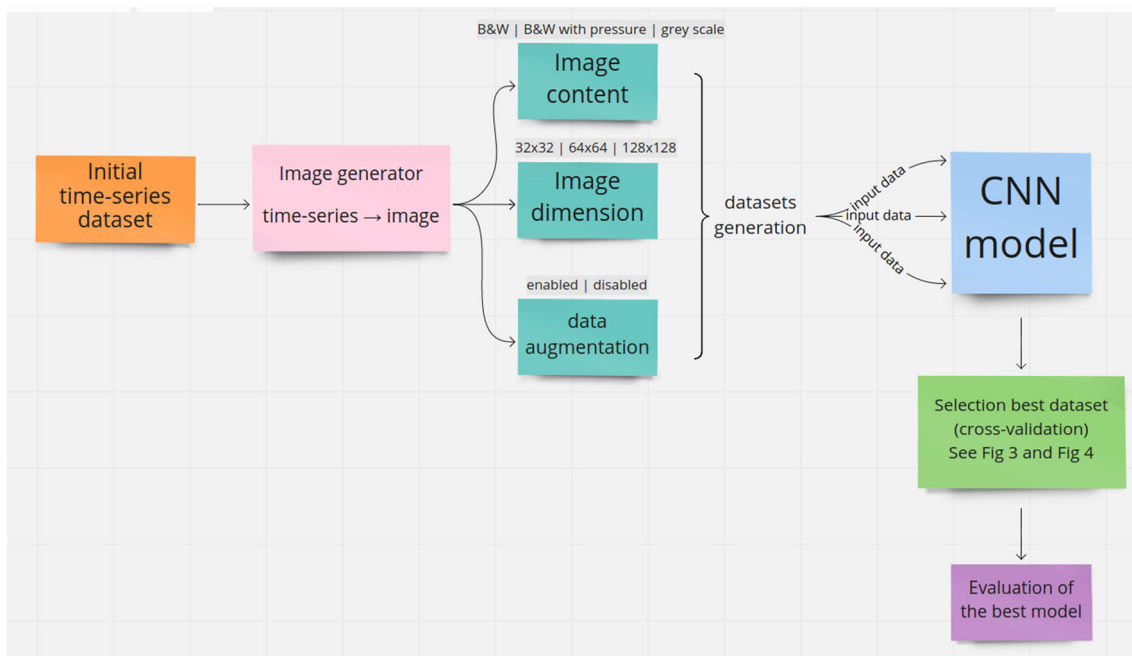 Initial
time-series
dataset
Image generator
time-series → image
B&W | B&W with pressure | grey scale
Image
content
32x32 | 64x64 | 128x128
Image
dimension
enabled | disabled
data
augmentation
datasets
generation
input data
input data
input data
CNN
model
Selection best dataset
(cross-validation)
See Fig 3 and Fig 4
Evaluation of
the best model